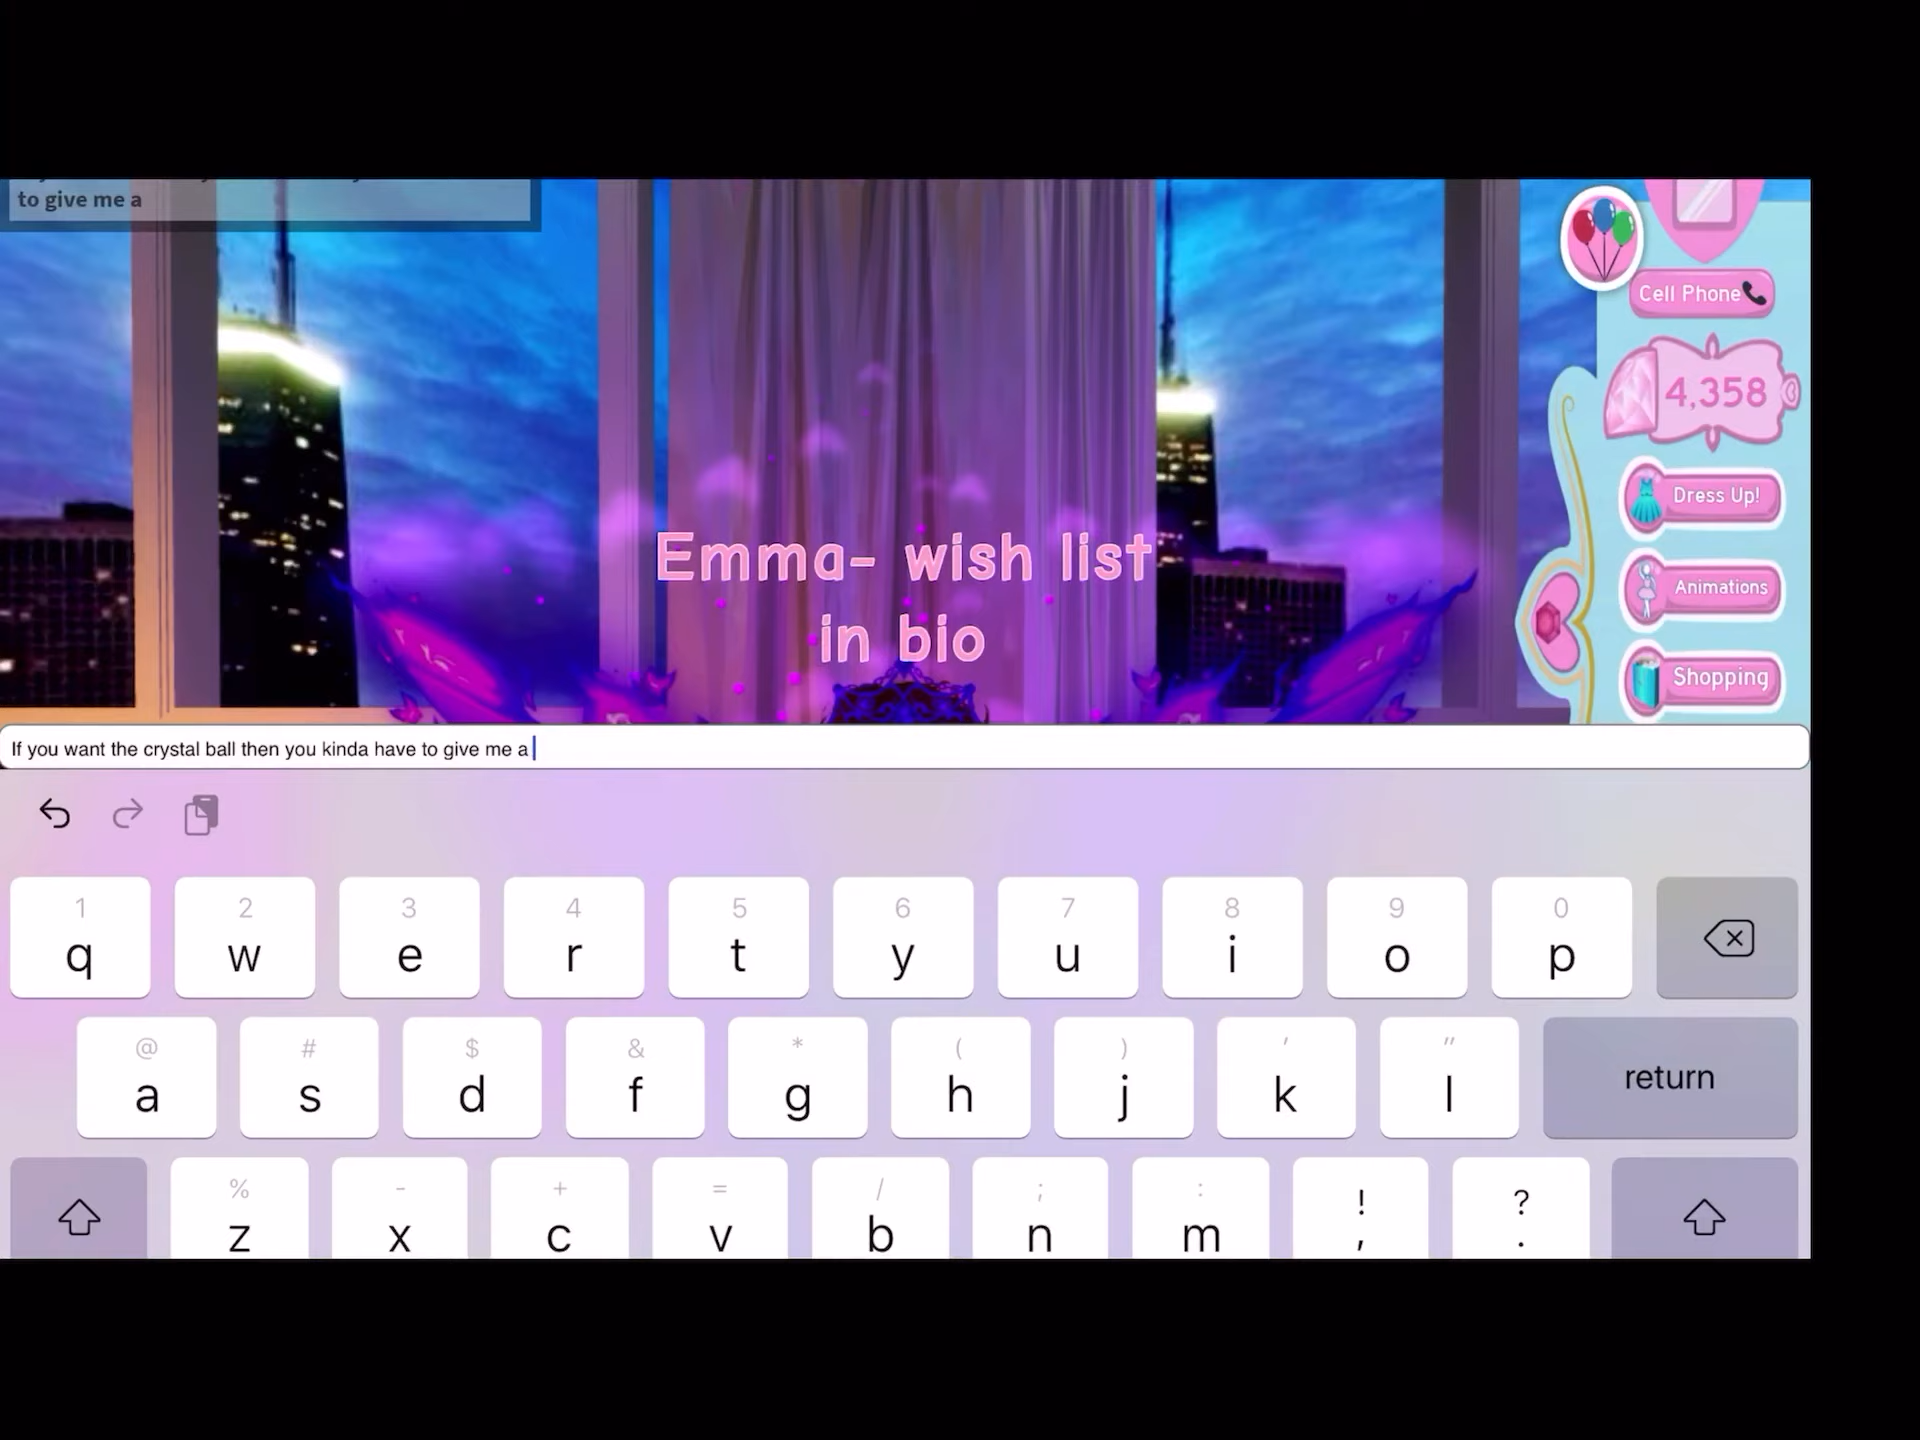 to give me a
Cell Phone
4,358
Dress Up!
Emma- wish list
in bio
Animations
Shopping
If you want the crystal ball then you kinda have to give me a
1 2 3 4 5 6 7 8 9 0
q w e r t y u i o p
@ # $ & * ( ) ' "
a s d f g h j k l return
% - + = / ; : ! ?
z x c v b n m , .